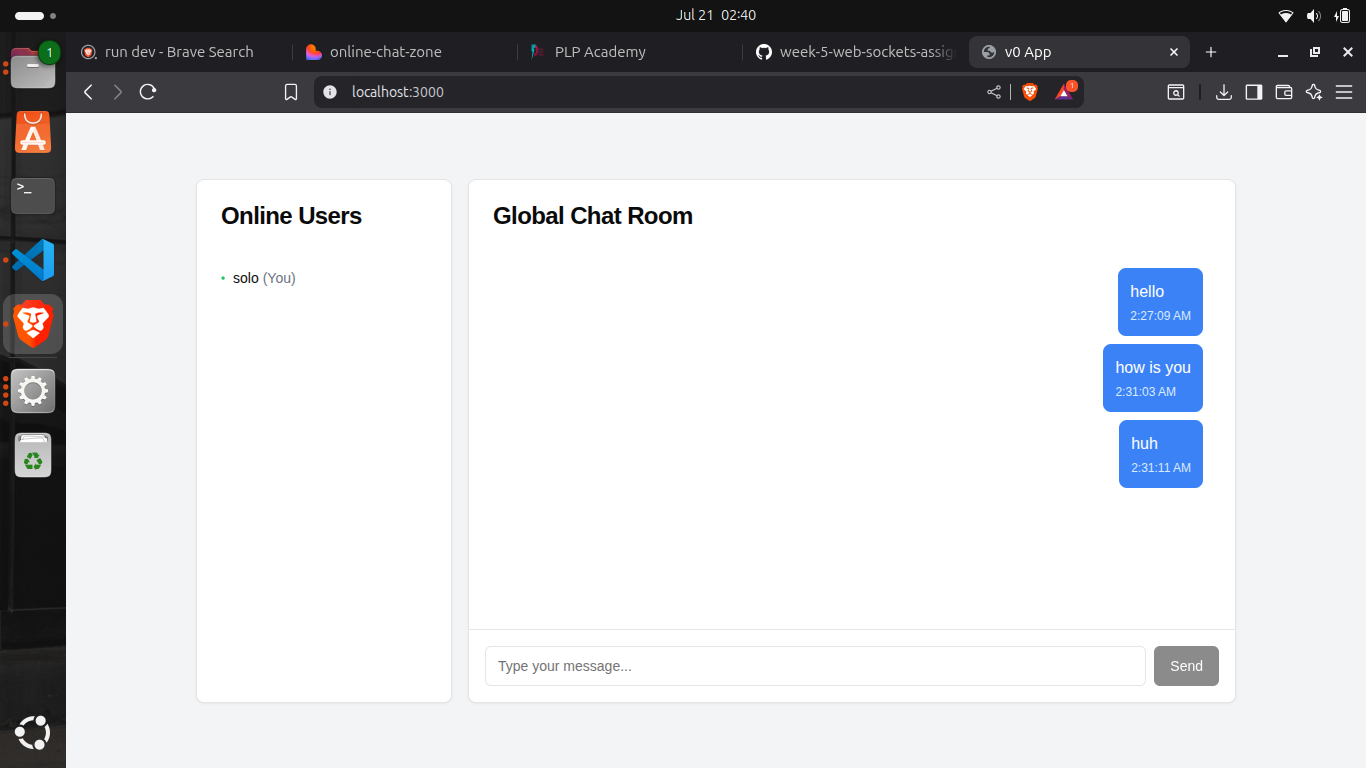 Jul 21 02:40
1
run dev - Brave Search
online-chat-zone
PLP Academy
week-5-web-sockets-assig
v0 App
localhost:3000
1
>_
Online Users
solo (You)
Global Chat Room
hello
2:27:09 AM
how is you
2:31:03 AM
huh
2:31:11 AM
Type your message...
Send